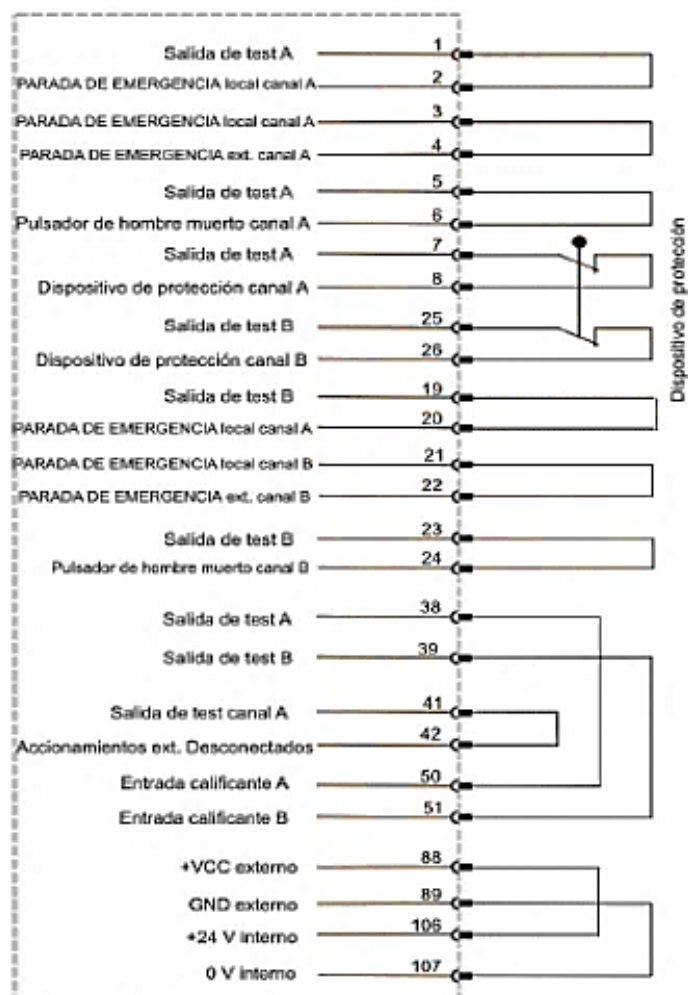 Salida de test A 1
PARADA DE EMERGENCIA local canal A 2
PARADA DE EMERGENCIA local canal A 3
PARADA DE EMERGENCIA ext. canal A 4
Salida de test A 5
Pulsador de hombre muerto canal A 6
Salida de test A 7
Dispositivo de protección canal A 8
Salida de test B 25
Dispositivo de protección canal B 26
Salida de test B 19
PARADA DE EMERGENCIA local canal A 20
PARADA DE EMERGENCIA local canal B 21
PARADA DE EMERGENCIA ext. canal B 22
Salida de test B 23
Pulsador de hombre muerto canal B 24
Salida de test A 38
Salida de test B 39
Salida de test canal A 41
Accionamientos ext. Desconectados 42
Entrada calificante A 50
Entrada calificante B 51
+VCC externo 88
GND externo 89
+24 V interno 106
0 V interno 107
Dispositivo de protección